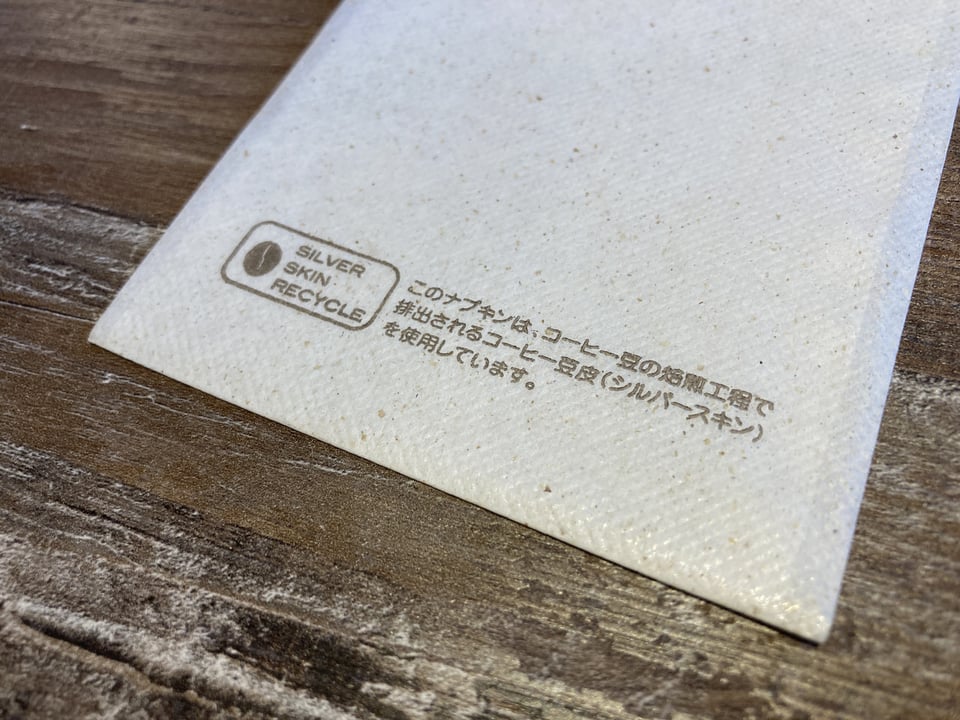 SILVER
SKIN
RECYCLE
このナプキンは、コーヒー豆の焙煎工程で
排出されるコーヒー豆皮(シルバースキン)
を使用しています。